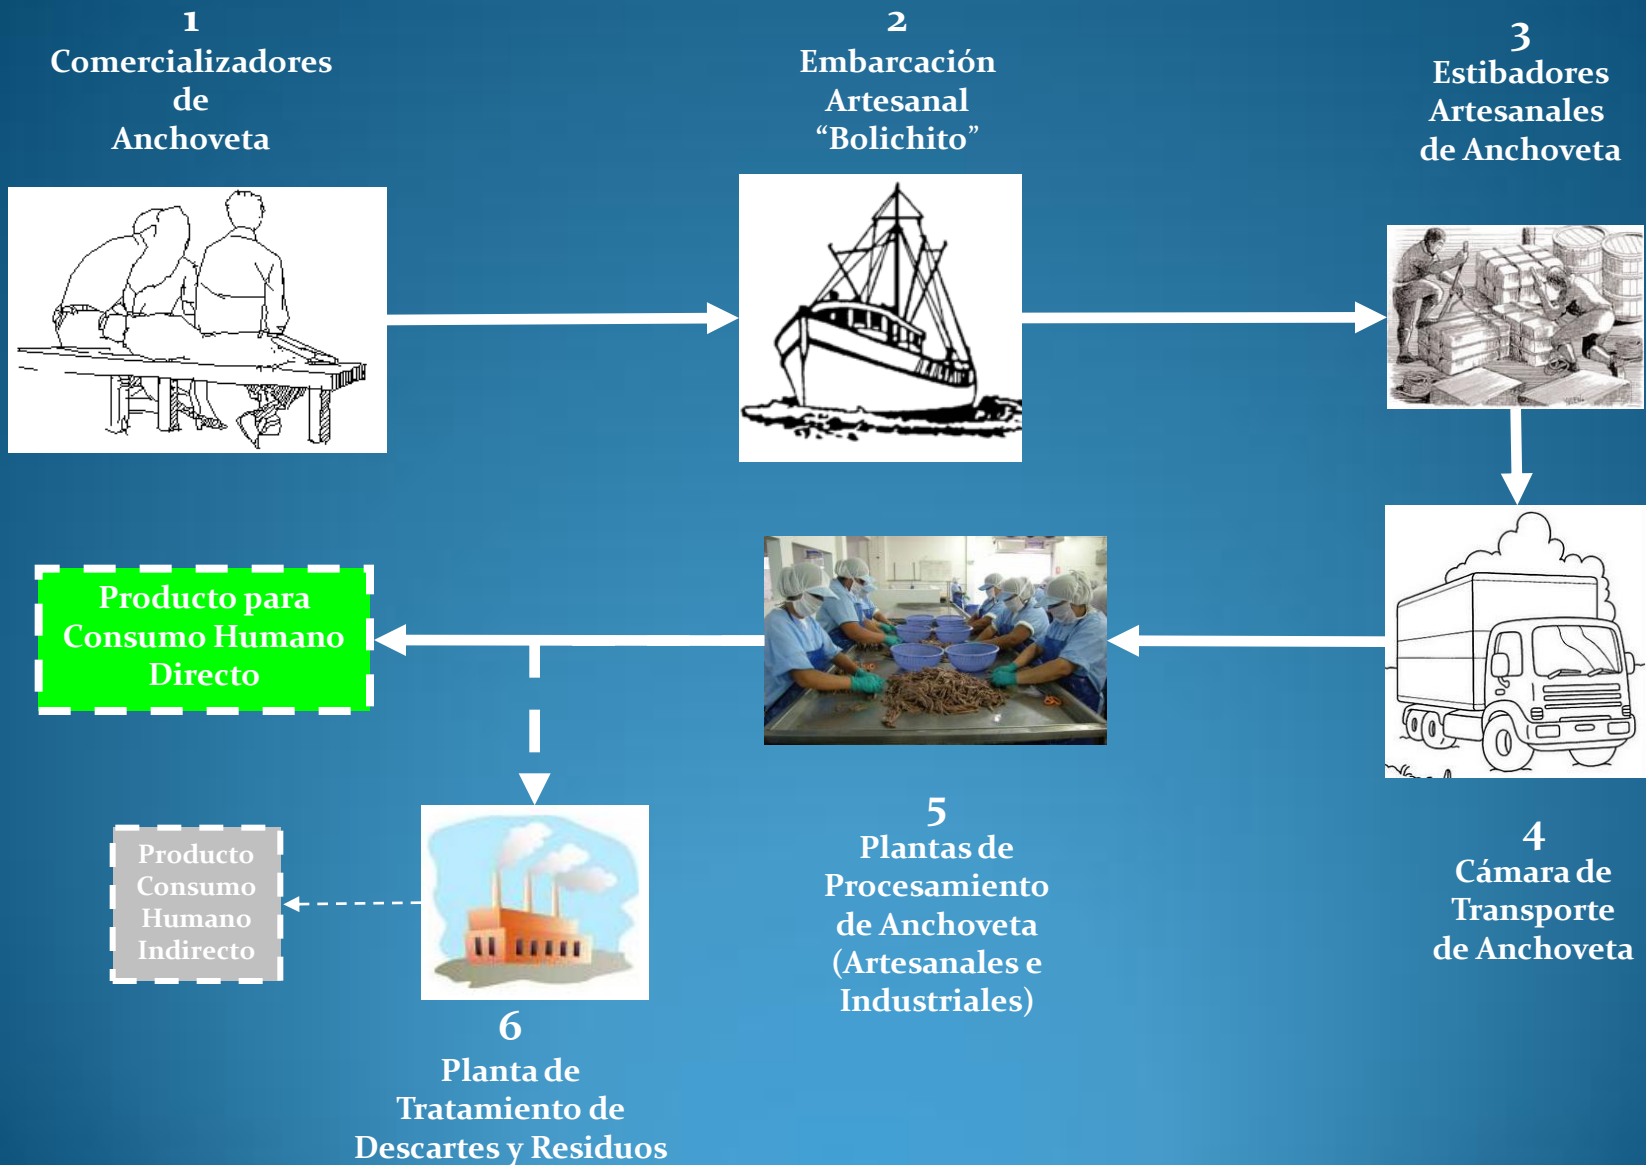 1
Comercializadores
de
Anchoveta
2
Embarcación
Artesanal
“Bolichito”
3
Estibadores
Artesanales
de Anchoveta
Producto para
Consumo Humano
Directo
Producto
Consumo
Humano
Indirecto
6
Planta de
Tratamiento de
Descartes y Residuos
5
Plantas de
Procesamiento
de Anchoveta
(Artesanales e
Industriales)
4
Cámara de
Transporte
de Anchoveta